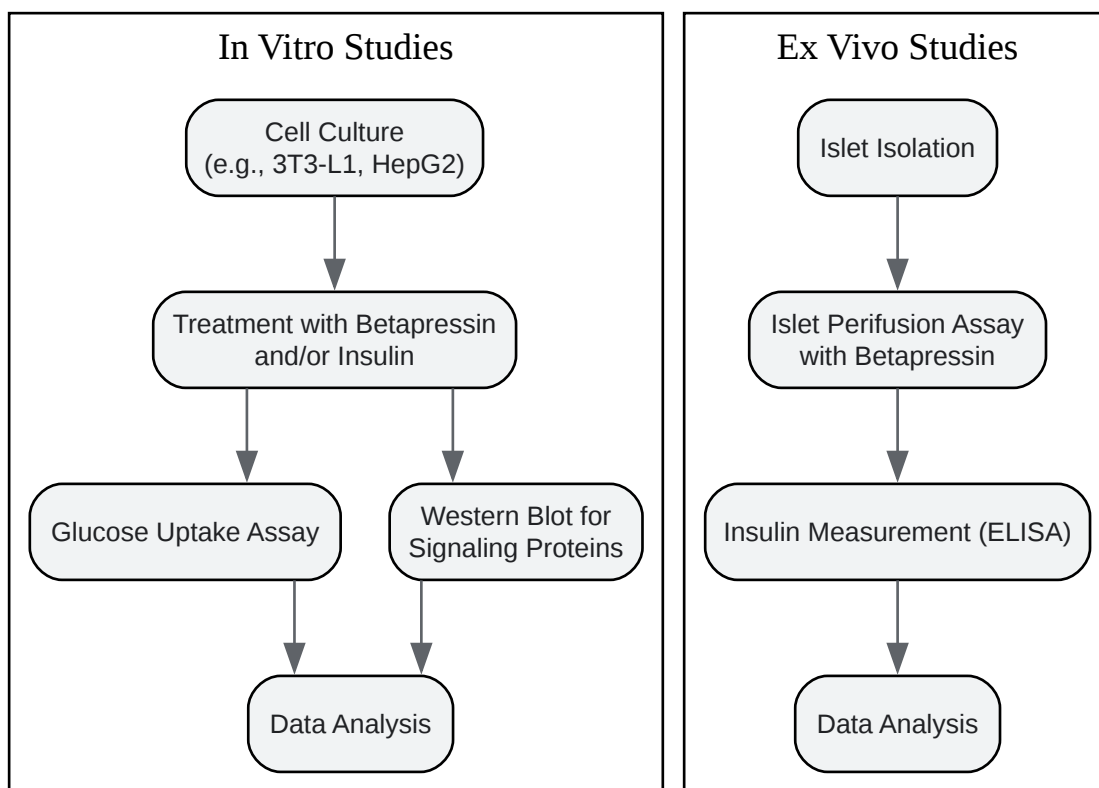 In Vitro Studies
Cell Culture
(e.g., 3T3-L1, HepG2)
Treatment with Betapressin
and/or Insulin
Glucose Uptake Assay
Western Blot for
Signaling Proteins
Data Analysis
Ex Vivo Studies
Islet Isolation
Islet Perifusion Assay
with Betapressin
Insulin Measurement (ELISA)
Data Analysis